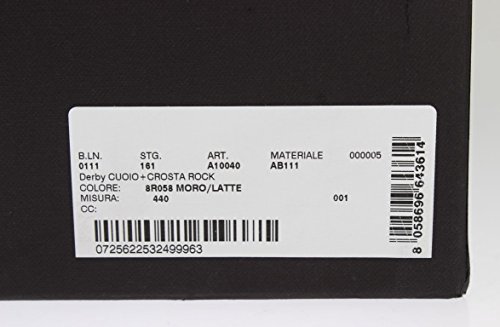 B.LN. STG. ART. MATERIALE 000005
0111 161 A10040 AB111
Derby CUOIO+CROSTA ROCK
COLORE: 8R058 MORO/LATTE
MISURA: 440 001
CC:
0725622532499963
8 058696 643614